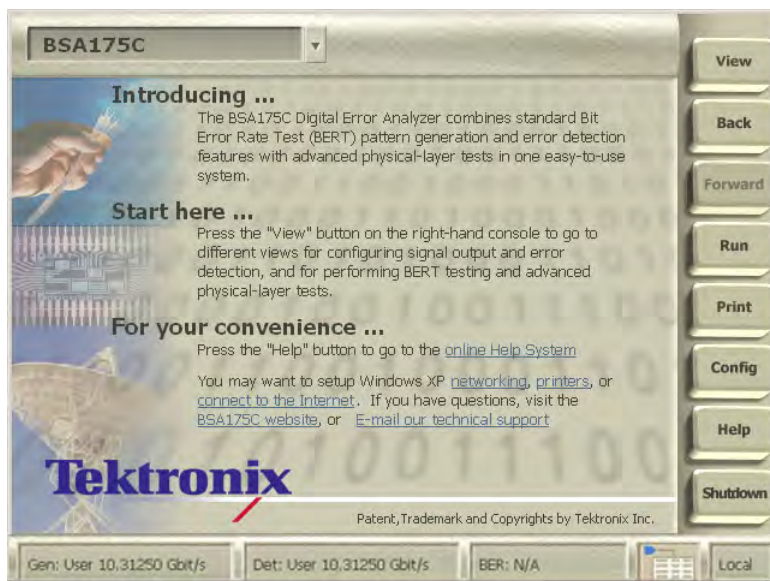 BSA175C
Introducing ...
The BSA175C Digital Error Analyzer combines standard Bit
Error Rate Test (BERT) pattern generation and error detection
features with advanced physical-layer tests in one easy-to-use
system.
Start here ...
Press the "View" button on the right-hand console to go to
different views for configuring signal output and error
detection, and for performing BERT testing and advanced
physical-layer tests.
For your convenience ...
Press the "Help" button to go to the online Help System
You may want to setup Windows XP networking, printers, or
connect to the Internet. If you have questions, visit the
BSA175C website, or E-mail our technical support
Tektronix
Patent,Trademark and Copyrights by Tektronix Inc.
View
Back
Forward
Run
Print
Config
Help
Shutdown
Gen: User 10.31250 Gbit/s
Det: User 10.31250 Gbit/s
BER: N/A
Local